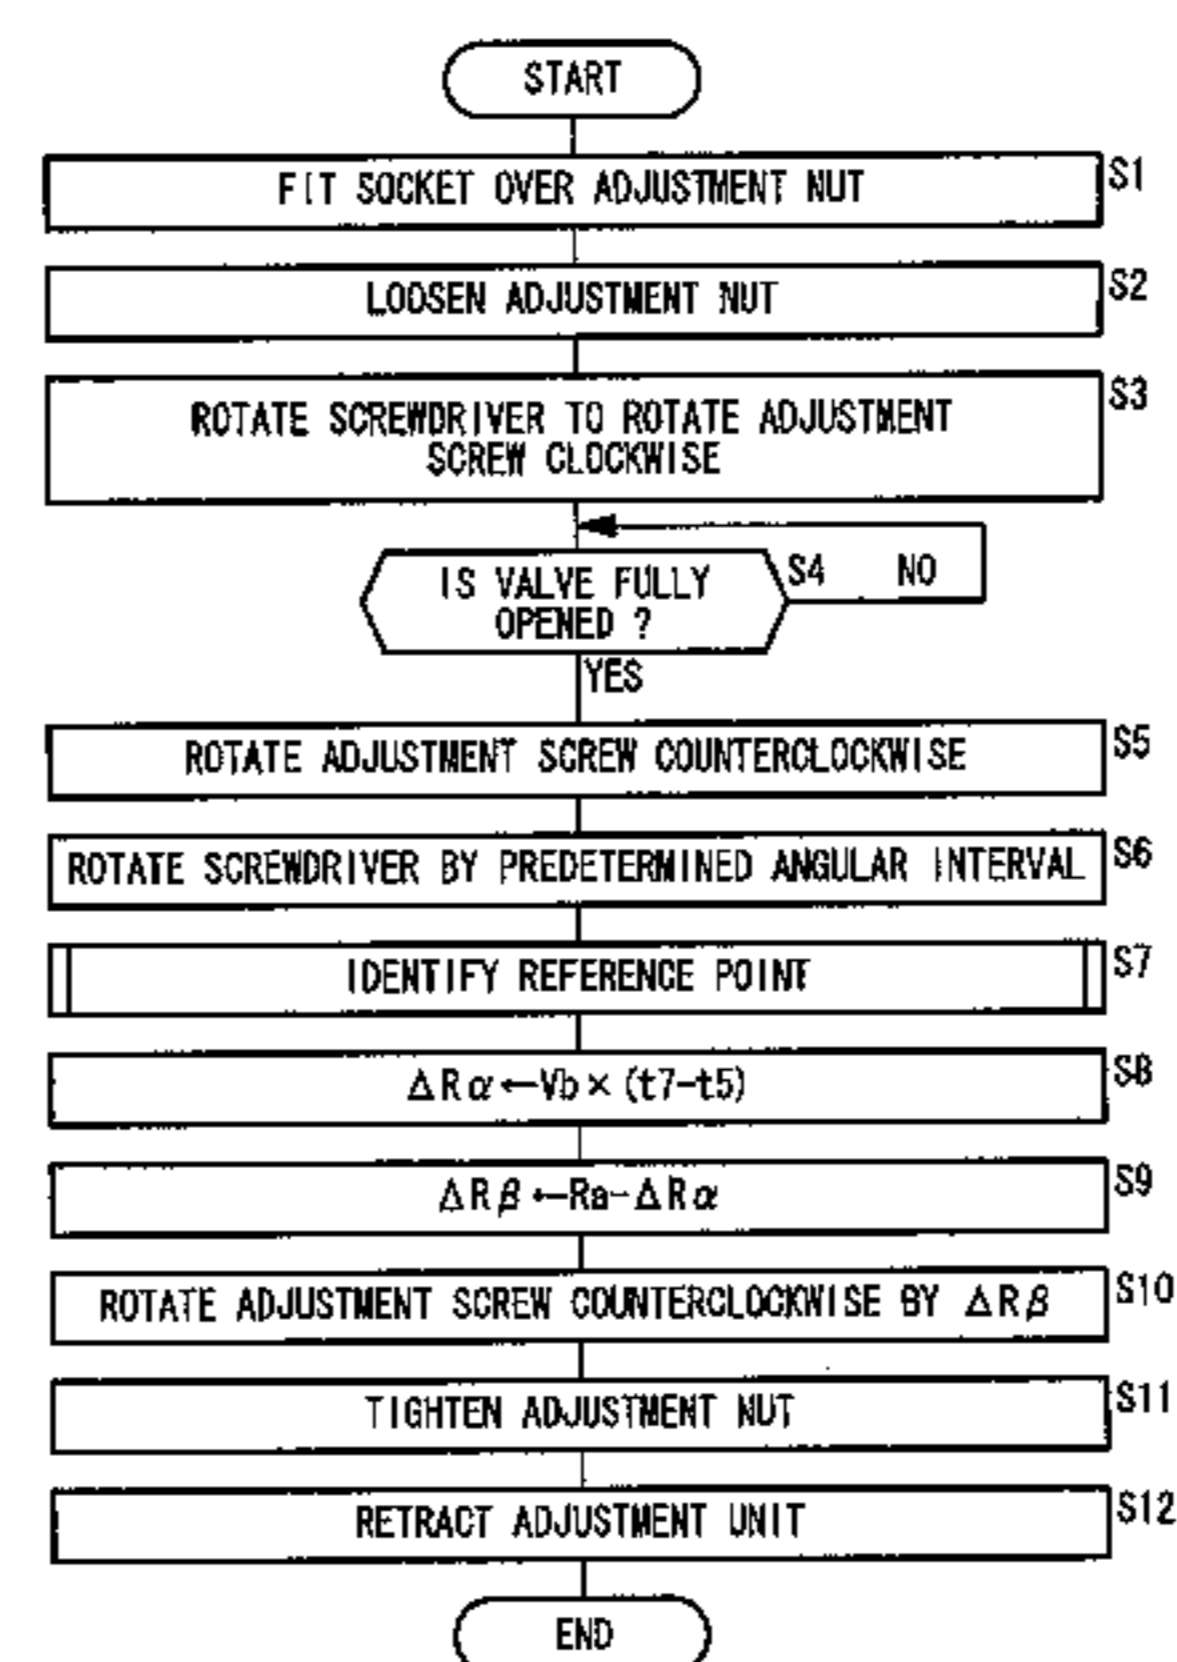 START
FIT SOCKET OVER ADJUSTMENT NUT S1
LOOSEN ADJUSTMENT NUT S2
ROTATE SCREWDRIVER TO ROTATE ADJUSTMENT S3
SCREW CLOCKWISE
IS VALVE FULLY S4 NO
OPENED ?
YES
ROTATE ADJUSTMENT SCREW COUNTERCLOCKWISE S5
ROTATE SCREWDRIVER BY PREDETERMINED ANGULAR INTERVAL S6
IDENTIFY REFERENCE POINT S7
ΔRα←Vb×(t7-t5) S8
ΔRβ←Ra-ΔRα S9
ROTATE ADJUSTMENT SCREW COUNTERCLOCKWISE BY ΔRβ S10
TIGHTEN ADJUSTMENT NUT S11
RETRACT ADJUSTMENT UNIT S12
END